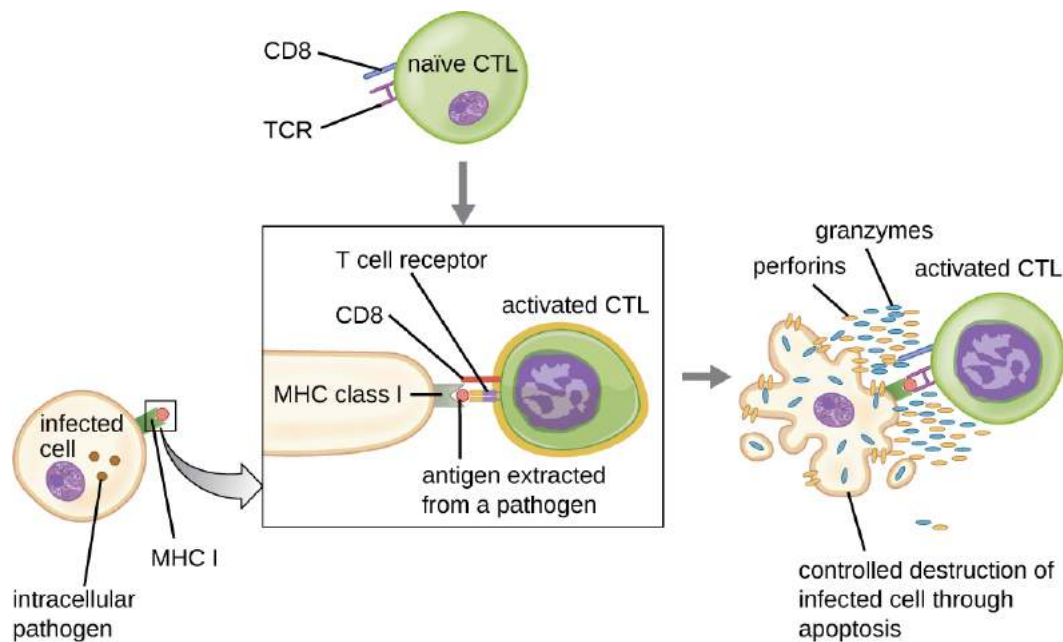 CD8
naïve CTL
TCR
T cell receptor
CD8
activated CTL
MHC class I
antigen extracted
from a pathogen
infected
cell
MHC I
intracellular
pathogen
granzymes
perforins
activated CTL
controlled destruction of
infected cell through
apoptosis